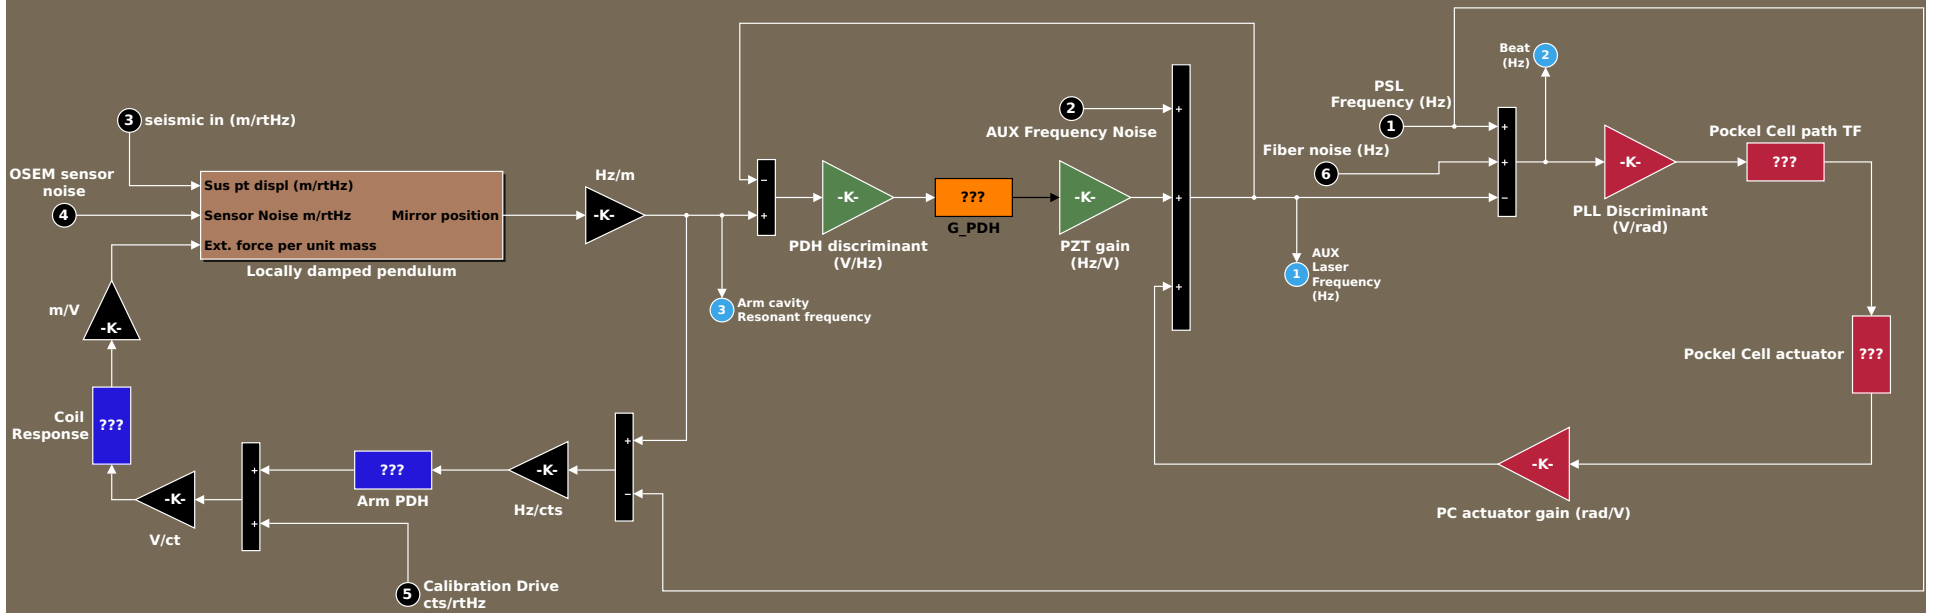 Beat
(Hz)
2
PSL
Frequency (Hz)
1
+
Fiber noise (Hz)
6
+
−
-K-
PLL Discriminant
(V/rad)
Pockel Cell path TF
???
2
AUX Frequency Noise
+
+
+
3
seismic in (m/rtHz)
OSEM sensor
noise
4
Sus pt displ (m/rtHz)
Sensor Noise m/rtHz
Mirror position
Ext. force per unit mass
Locally damped pendulum
Hz/m
-K-
−
+
-K-
PDH discriminant
(V/Hz)
???
G_PDH
-K-
PZT gain
(Hz/V)
1
AUX
Laser
Frequency
(Hz)
3
Arm cavity
Resonant frequency
m/V
-K-
Pockel Cell actuator
???
Coil
Response
???
+
−
-K-
Hz/cts
???
Arm PDH
+
+
-K-
V/ct
-K-
PC actuator gain (rad/V)
5
Calibration Drive
cts/rtHz